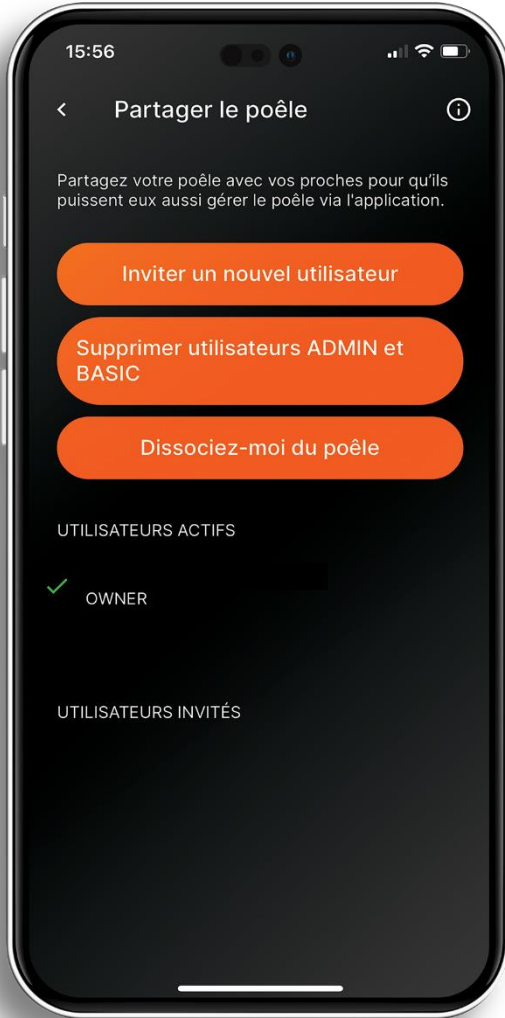 15:56
Partager le poêle
Partagez votre poêle avec vos proches pour qu'ils
puissent eux aussi gérer le poêle via l'application.
Inviter un nouvel utilisateur
Supprimer utilisateurs ADMIN et
BASIC
Dissociez-moi du poêle
UTILISATEURS ACTIFS
OWNER
UTILISATEURS INVITÉS